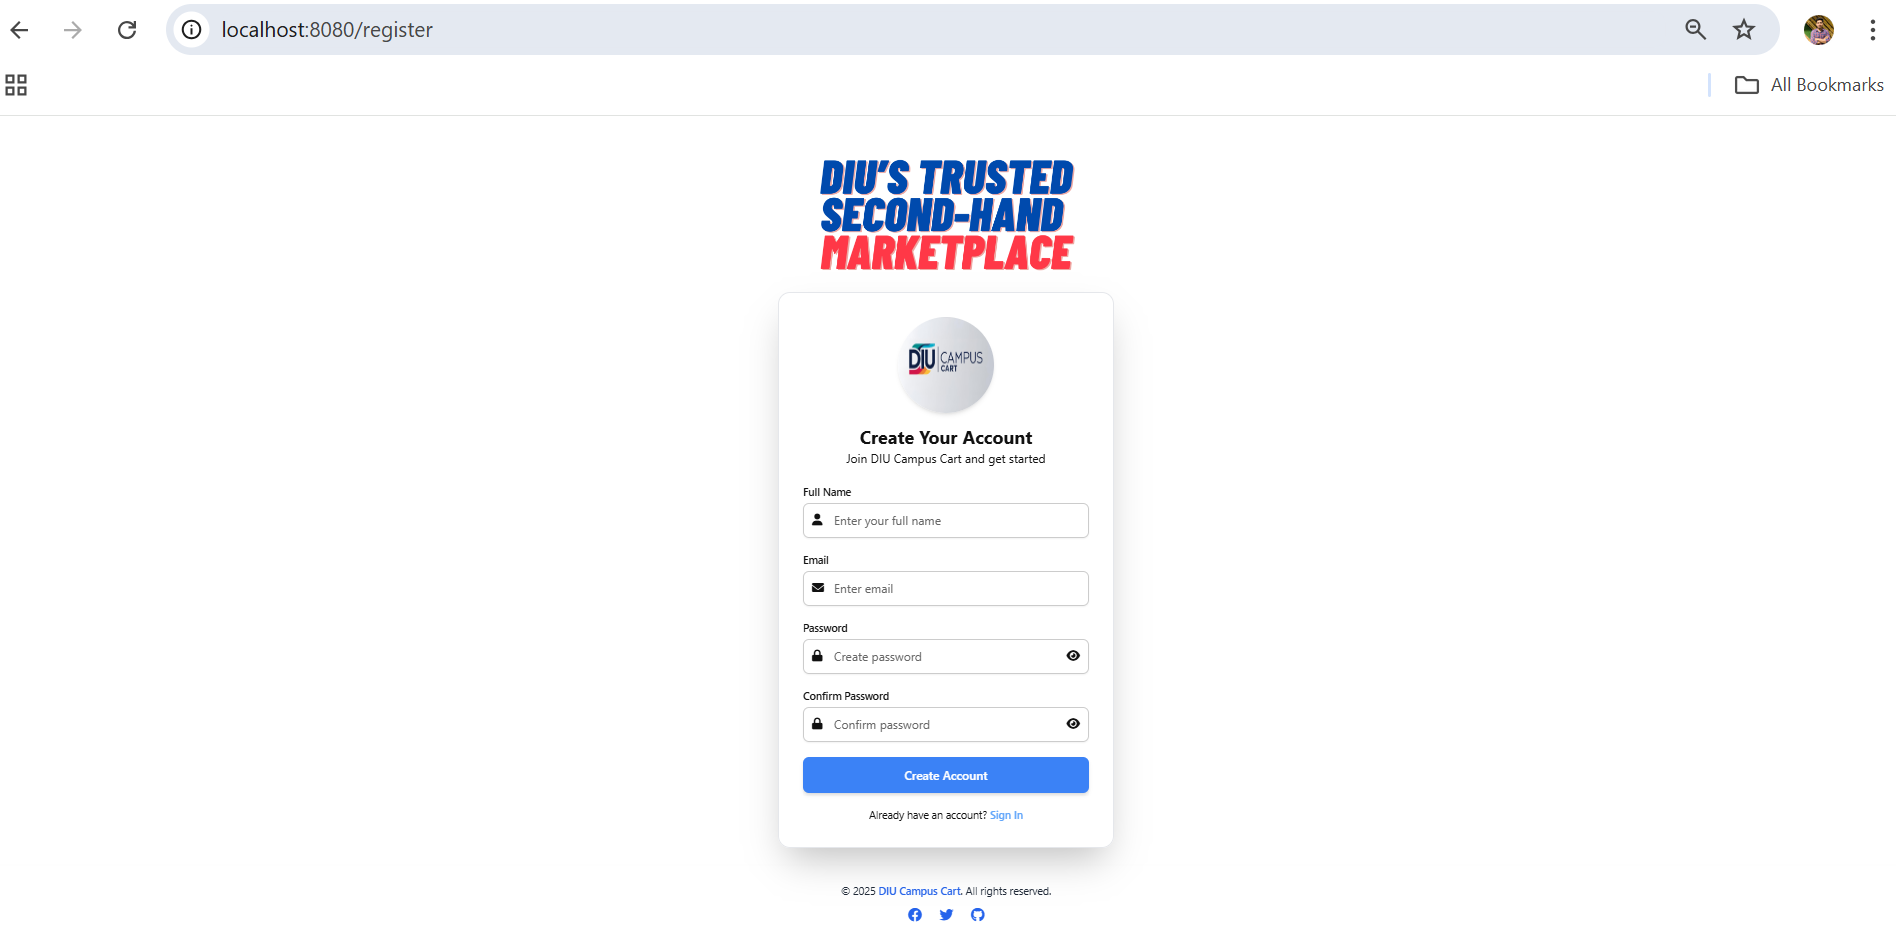 localhost:8080/register
All Bookmarks
DIU'S TRUSTED
SECOND-HAND
MARKETPLACE
DIU CAMPUS
CART
Create Your Account
Join DIU Campus Cart and get started
Full Name
Enter your full name
Email
Enter email
Password
Create password
Confirm Password
Confirm password
Create Account
Already have an account? Sign In
© 2025 DIU Campus Cart. All rights reserved.